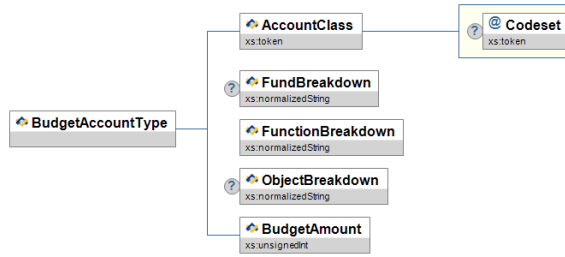 AccountClass
xs:token
@ Codeset
? xs:token
? FundBreakdown
xs:normalizedString
BudgetAccountType
FunctionBreakdown
xs:normalizedString
? ObjectBreakdown
xs:normalizedString
BudgetAmount
xs:unsignedInt